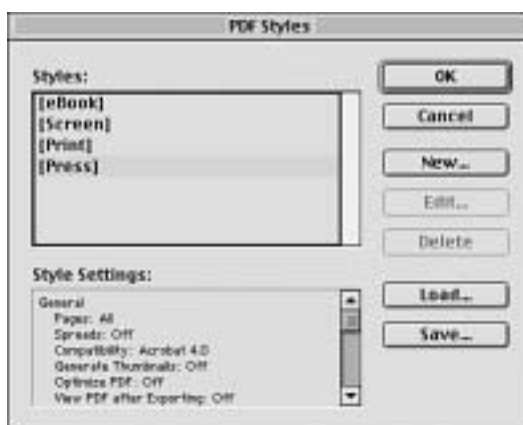 PDF Styles
Styles:
[eBook]
[Screen]
[Print]
[Press]
OK
Cancel
New...
Edit...
Delete
Load...
Save...
Style Settings:
General
Pages: All
Spreads: Off
Compatibility: Acrobat 4.0
Generate Thumbnails: Off
Optimize PDF: Off
View PDF after Exporting: Off